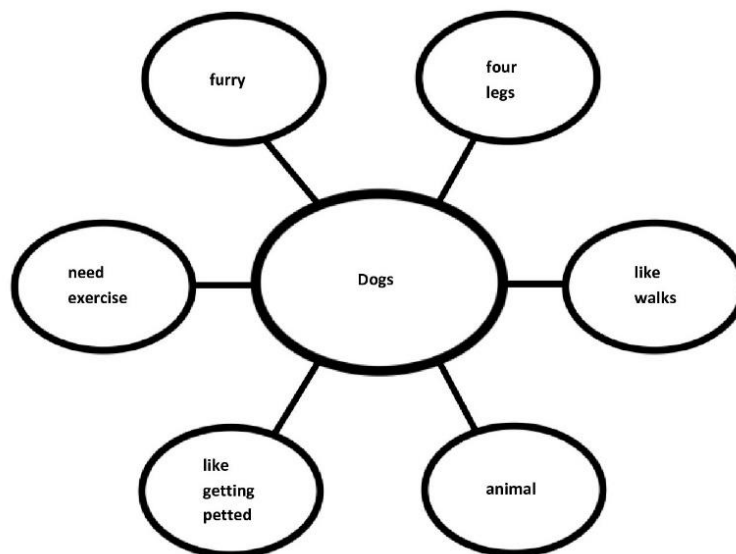 furry
four
legs
need
exercise
Dogs
like
walks
like
getting
petted
animal